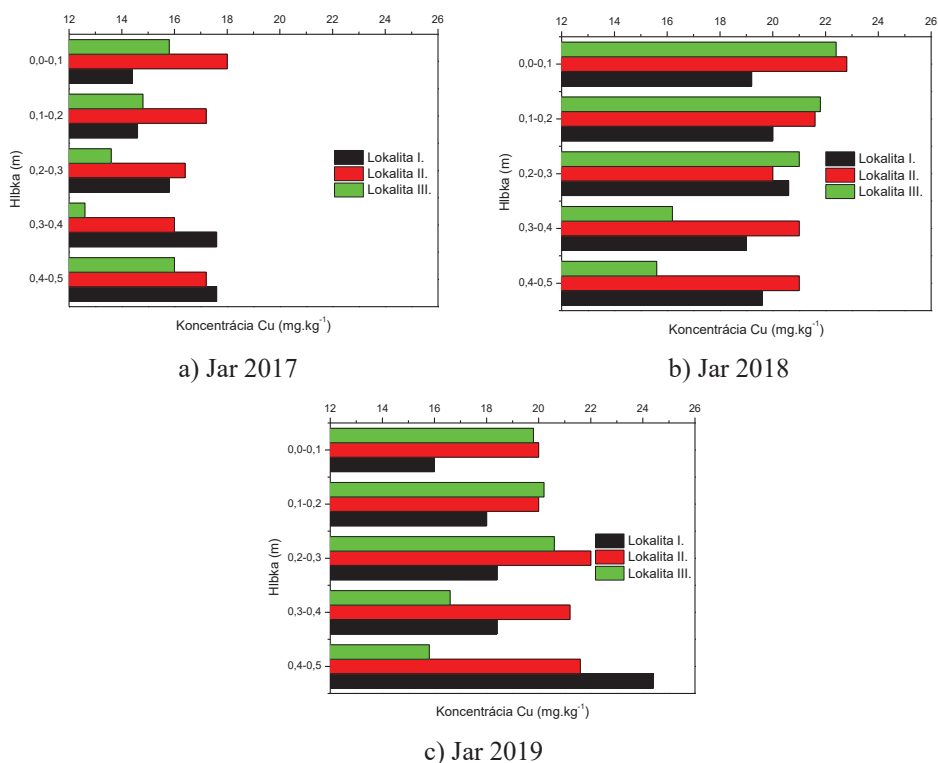 12 14 16 18 20 22 24 26
0,0-0,1
0,1-0,2
0,2-0,3
0,3-0,4
0,4-0,5
Hlbka (m)
Lokalita I.
Lokalita II.
Lokalita III.
Koncentrácia Cu (mg.kg⁻¹)
a) Jar 2017
12 14 16 18 20 22 24 26
0,0-0,1
0,1-0,2
0,2-0,3
0,3-0,4
0,4-0,5
Hlbka (m)
Lokalita I.
Lokalita II.
Lokalita III.
Koncentrácia Cu (mg.kg⁻¹)
b) Jar 2018
12 14 16 18 20 22 24 26
0,0-0,1
0,1-0,2
0,2-0,3
0,3-0,4
0,4-0,5
Hlbka (m)
Lokalita I.
Lokalita II.
Lokalita III.
Koncentrácia Cu (mg.kg⁻¹)
c) Jar 2019